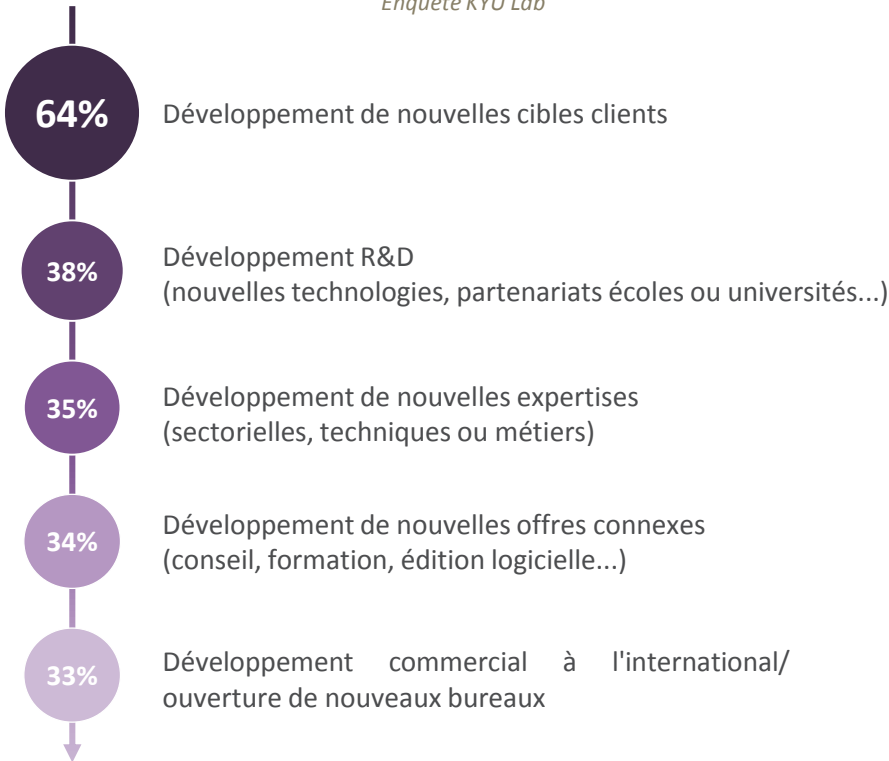 Enquête KYU Lab
64%
Développement de nouvelles cibles clients
38%
Développement R&D
(nouvelles technologies, partenariats écoles ou universités...)
35%
Développement de nouvelles expertises
(sectorielles, techniques ou métiers)
34%
Développement de nouvelles offres connexes
(conseil, formation, édition logicielle...)
33%
Développement commercial à l'international/
ouverture de nouveaux bureaux